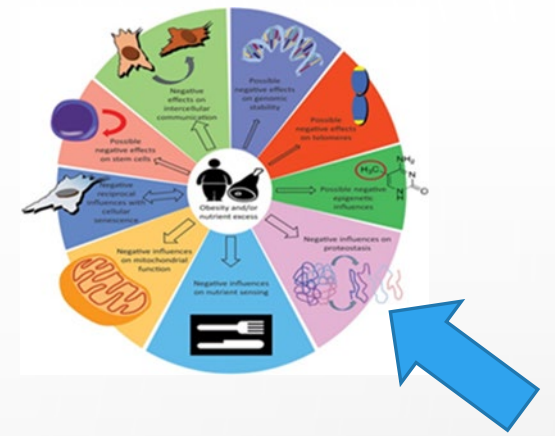 Possible
negative effects
on genomic
stability
Possible
negative effects
on telomeres
NH₂
H₃C
N
N
H
O
Possible negative
epigenetic
influences
Negative influences on
proteostasis
Negative influences
on nutrient sensing
Negative influences
on mitochondrial
function
Negative
reciprocal
influences with
cellular
senescence
Possible
negative effects
on stem cells
Negative
effects on
intercellular
communication
Obesity and/or
nutrient excess